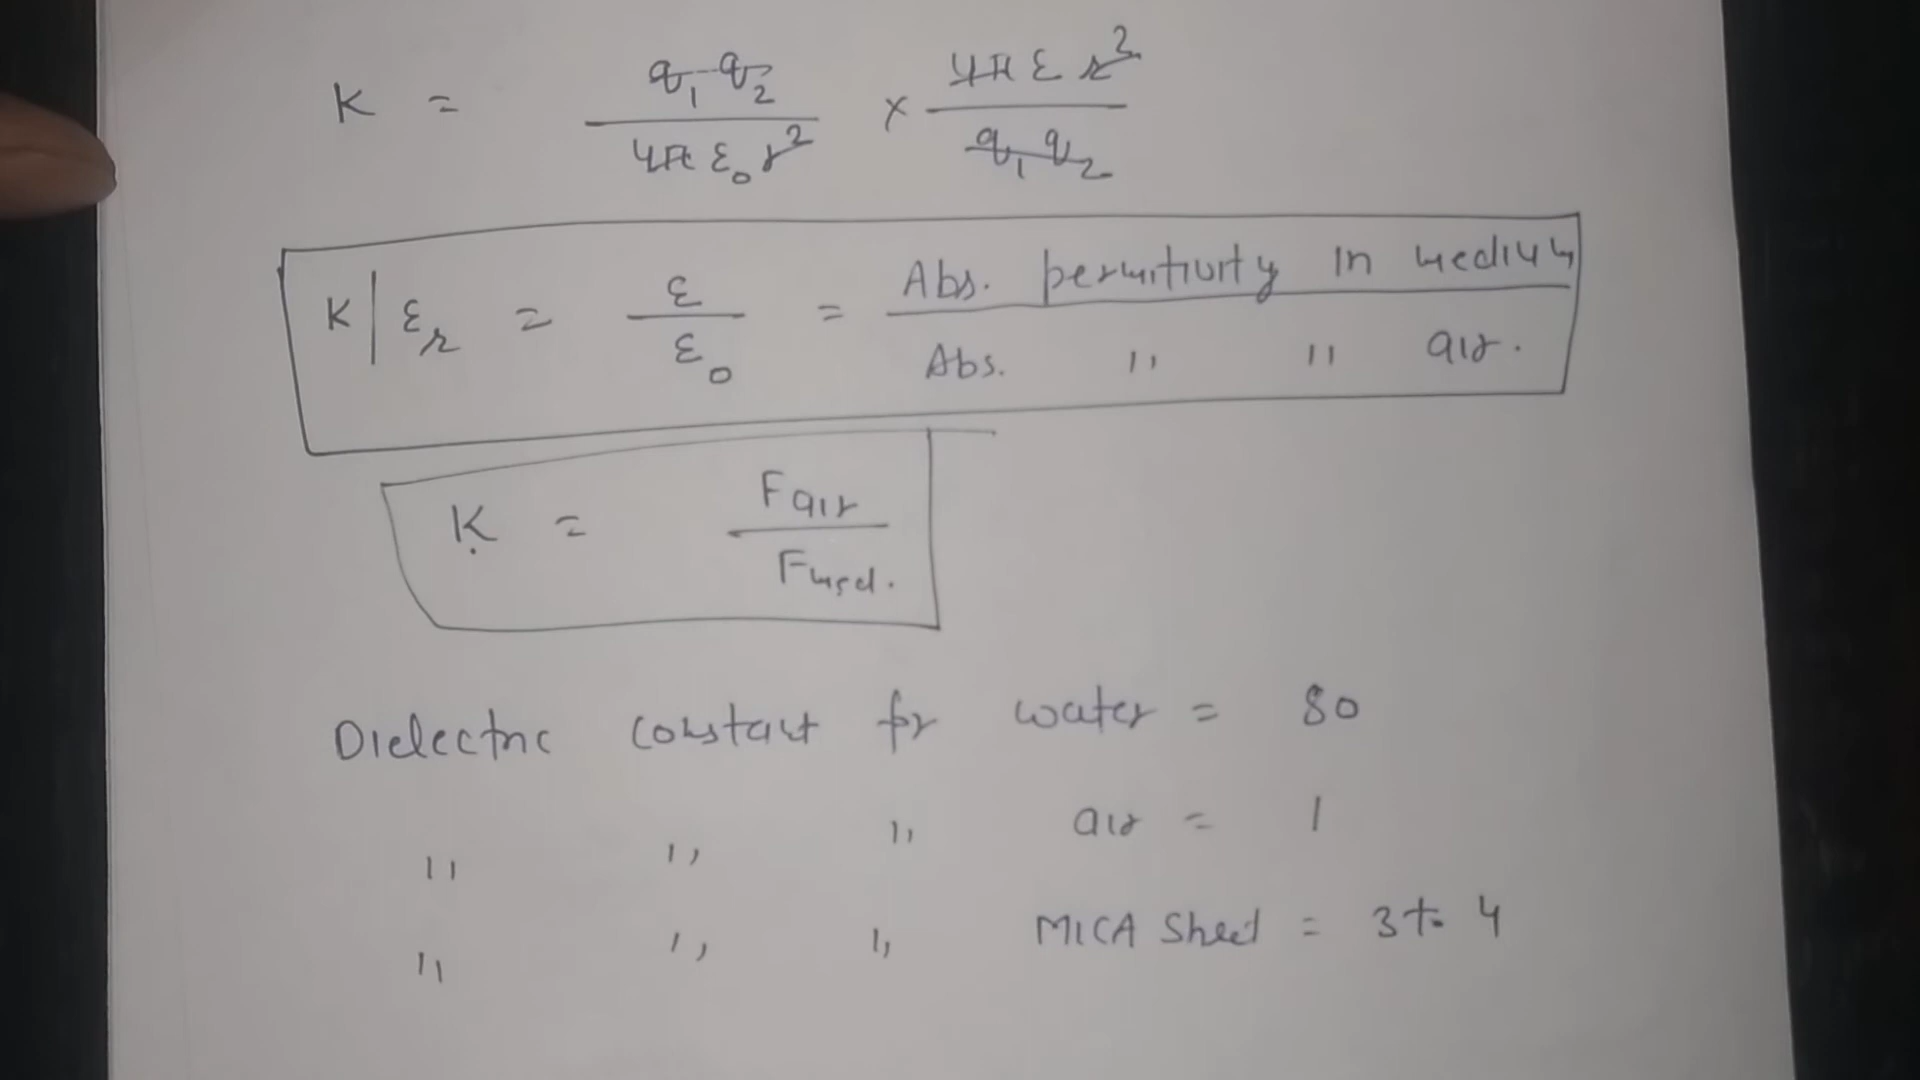 K = q₁ q₂ / 4π ε₀ r² × 4π ε r² / q₁ q₂
K | εr = ε / ε₀ = Abs. permitivity in medium / Abs. ,, ,, air.
K = Fair / Fmed.
Dielectric constant for water = 80
,, ,, ,, air = 1
,, ,, ,, MICA Sheet = 3 to 4